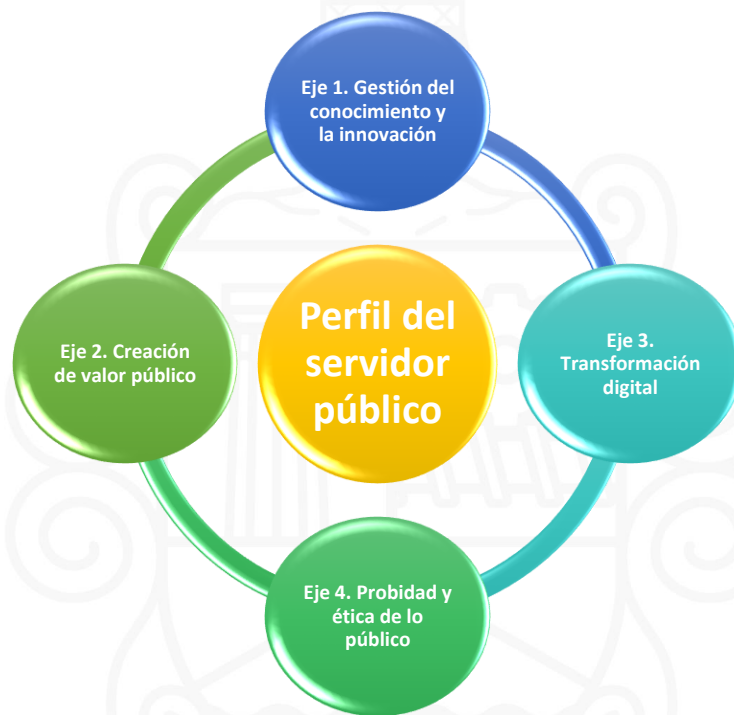 Eje 1. Gestión del
conocimiento y
la innovación
Eje 2. Creación
de valor público
Perfil del
servidor
público
Eje 3.
Transformación
digital
Eje 4. Probidad y
ética de lo
público